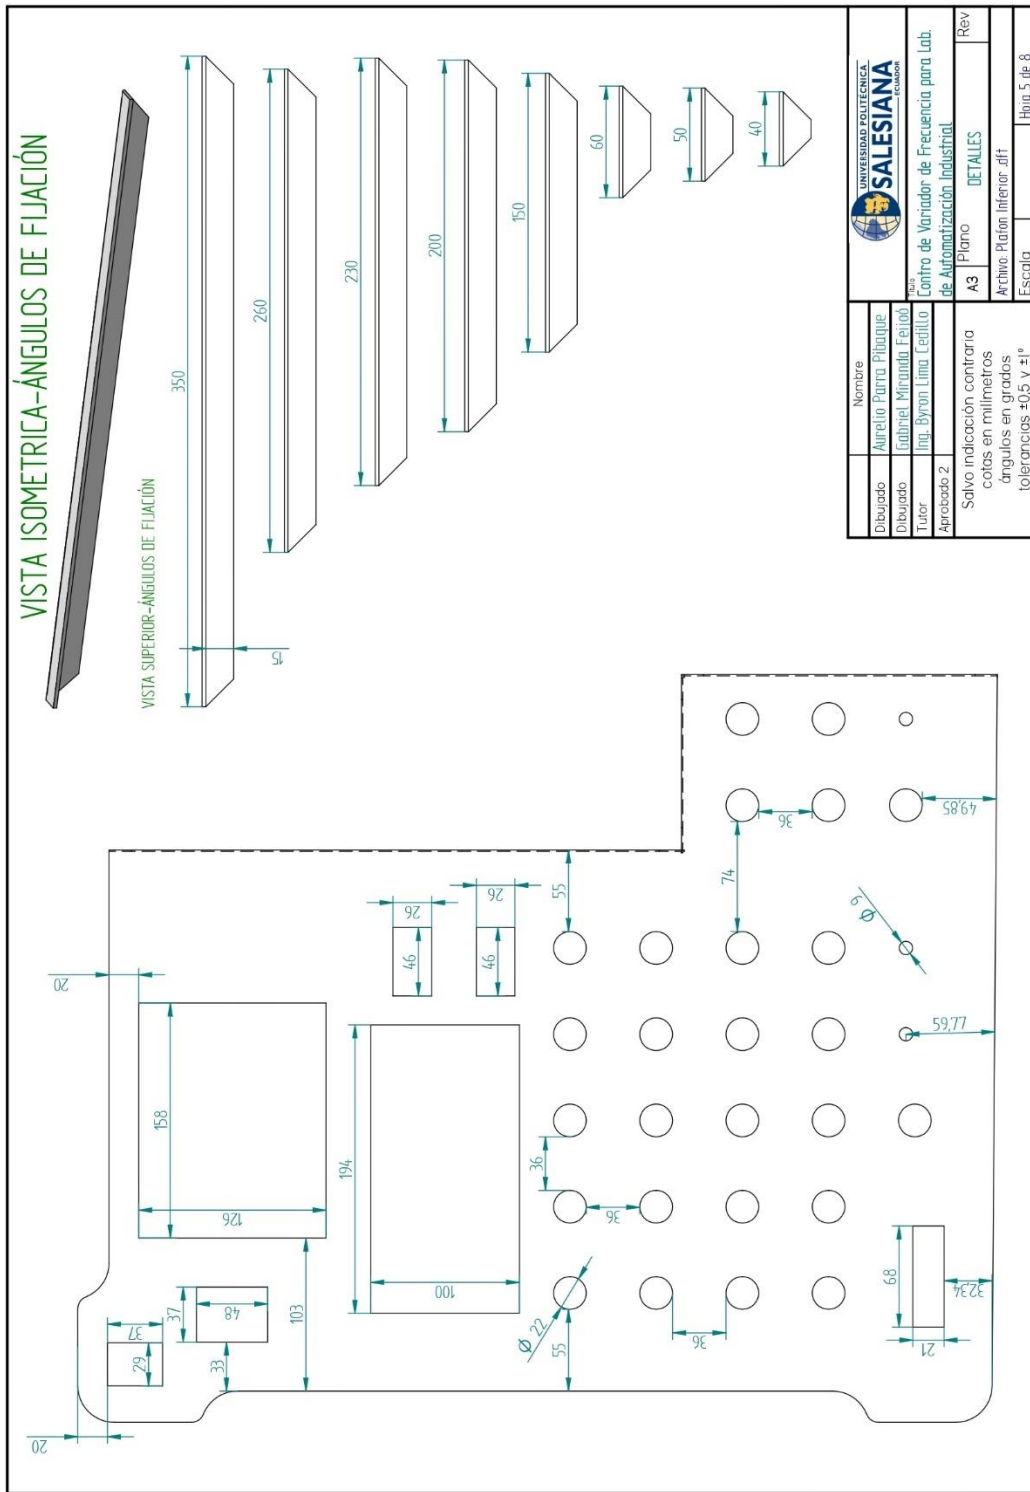 VISTA ISOMETRICA-ÁNGULOS DE FIJACIÓN
VISTA SUPERIOR-ÁNGULOS DE FIJACIÓN
350
15
260
230
200
150
60
50
40
20
158
126
37
29
20
37
48
33
103
194
100
26
46
26
46
55
36
36
Ø 22
55
36
74
36
49,85
Ø 9
59,77
68
21
32,34
Nombre
Dibujado Aurelio Parra Pibaque
Dibujado Gabriel Miranda Feijoó
Tutor Ing. Byron Lima Cedillo
Aprobado 2
Salvo indicación contraria
cotas en milímetros
ángulos en grados
tolerancias ±0,5 y ±1º
UNIVERSIDAD POLITÉCNICA
SALESIANA
ECUADOR
Título
Contro de Variador de Frecuencia para Lab.
de Automatización Industrial
A3 Plano DETALLES Rev
Archivo: Plafon Inferior .dft
Escala Hoja 5 de 8